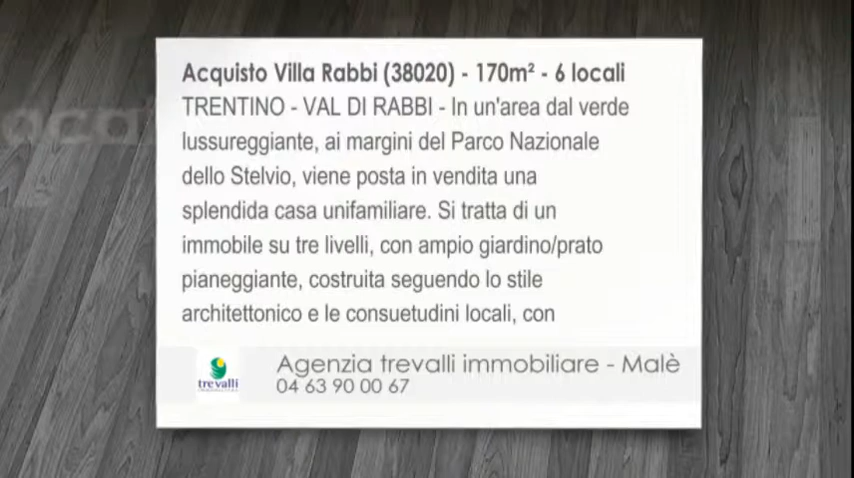 Acquisto Villa Rabbi (38020) - 170m² - 6 locali
TRENTINO - VAL DI RABBI - In un'area dal verde
lussureggiante, ai margini del Parco Nazionale
dello Stelvio, viene posta in vendita una
splendida casa unifamiliare. Si tratta di un
immobile su tre livelli, con ampio giardino/prato
pianeggiante, costruita seguendo lo stile
architettonico e le consuetudini locali, con
trevalli
Agenzia trevalli immobiliare - Malè
04 63 90 00 67